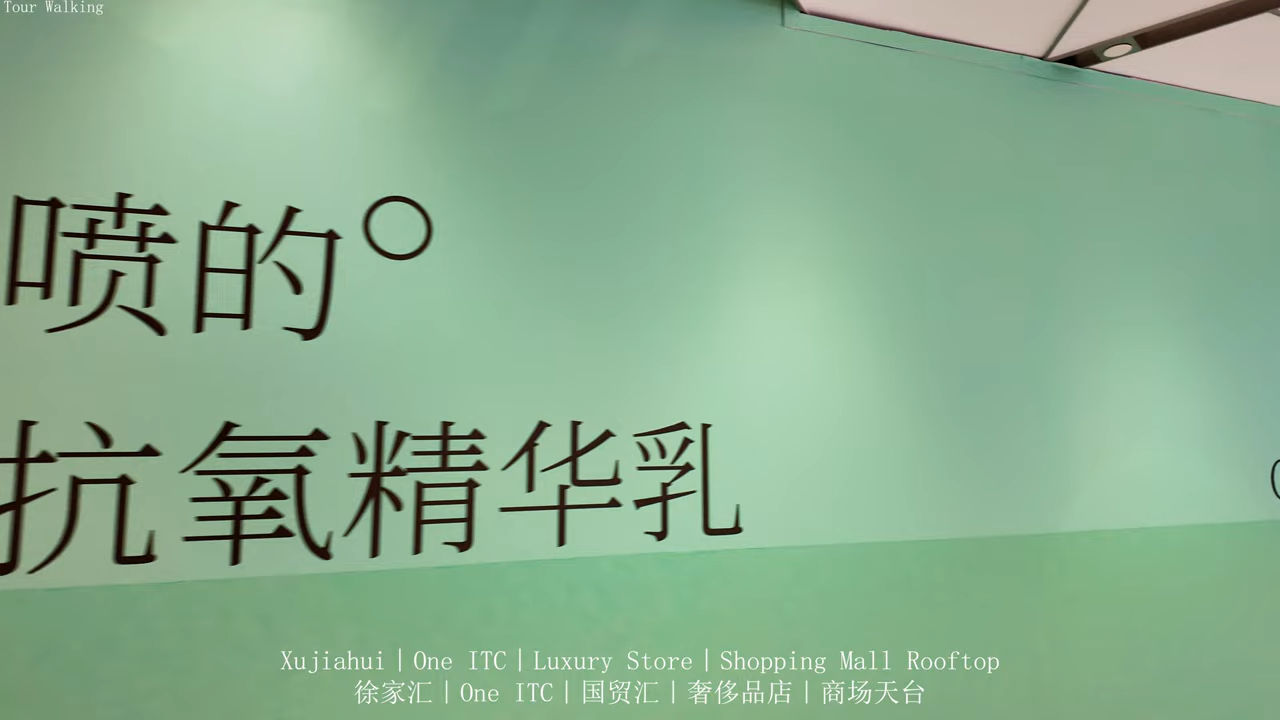 Tour Walking
喷的°
抗氧精华乳
Xujiahui｜One ITC｜Luxury Store｜Shopping Mall Rooftop
徐家汇｜One ITC｜国贸汇｜奢侈品店｜商场天台